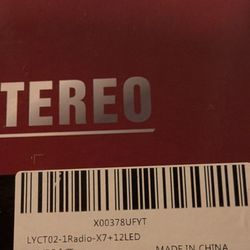 TEREO
X00378UFYT
LYCT02-1Radio-X7+12LED
MADE IN CHINA